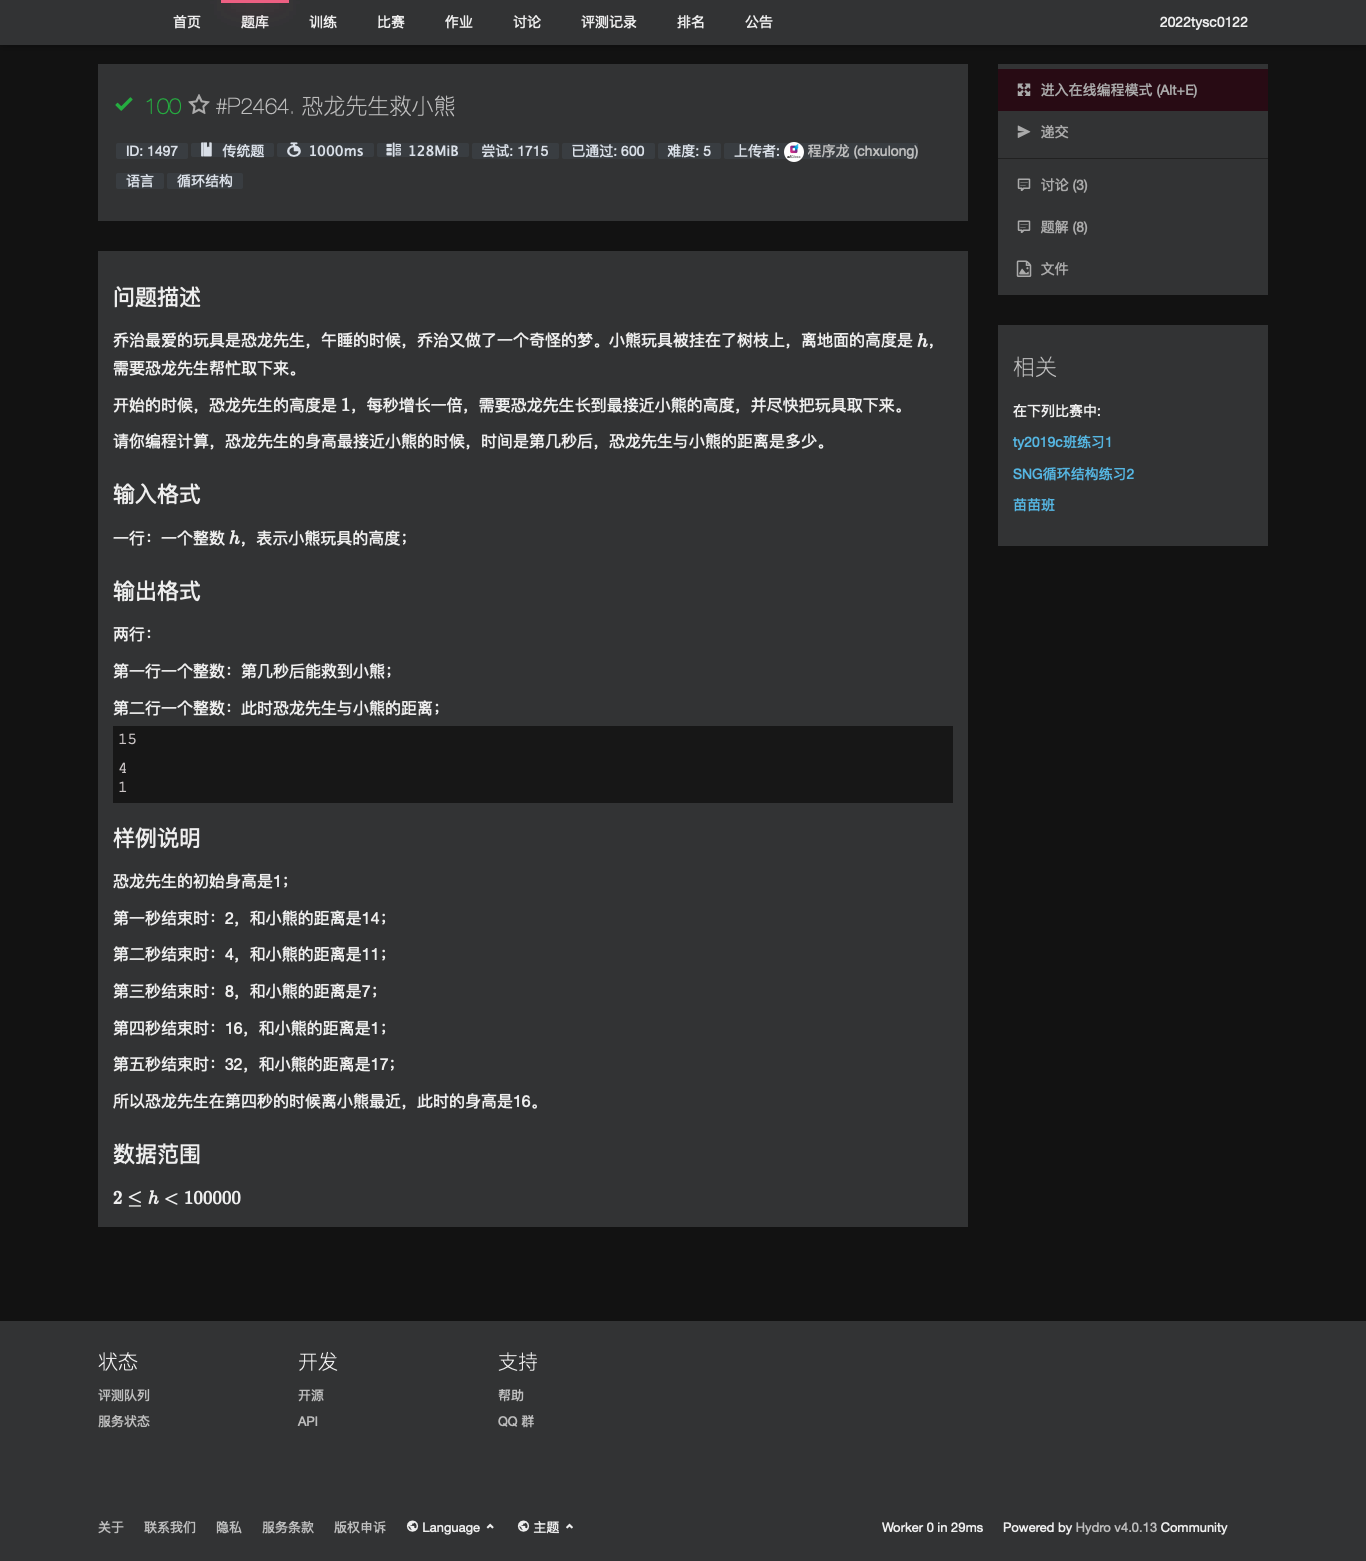 首页 题库 训练 比赛 作业 讨论 评测记录 排名 公告 2022tysc0122
100 #P2464. 恐龙先生救小熊
ID: 1497 传统题 1000ms 128MiB 尝试: 1715 已通过: 600 难度: 5 上传者: 程序龙 (chxulong)
语言 循环结构
问题描述
乔治最爱的玩具是恐龙先生，午睡的时候，乔治又做了一个奇怪的梦。小熊玩具被挂在了树枝上，离地面的高度是 h，
需要恐龙先生帮忙取下来。
开始的时候，恐龙先生的高度是 1，每秒增长一倍，需要恐龙先生长到最接近小熊的高度，并尽快把玩具取下来。
请你编程计算，恐龙先生的身高最接近小熊的时候，时间是第几秒后，恐龙先生与小熊的距离是多少。
输入格式
一行：一个整数 h，表示小熊玩具的高度；
输出格式
两行：
第一行一个整数：第几秒后能救到小熊；
第二行一个整数：此时恐龙先生与小熊的距离；
15
4
1
样例说明
恐龙先生的初始身高是1；
第一秒结束时：2，和小熊的距离是14；
第二秒结束时：4，和小熊的距离是11；
第三秒结束时：8，和小熊的距离是7；
第四秒结束时：16，和小熊的距离是1；
第五秒结束时：32，和小熊的距离是17；
所以恐龙先生在第四秒的时候离小熊最近，此时的身高是16。
数据范围
2 ≤ h < 100000
进入在线编程模式 (Alt+E)
递交
讨论 (3)
题解 (8)
文件
相关
在下列比赛中:
ty2019c班练习1
SNG循环结构练习2
苗苗班
状态 开发 支持
评测队列 开源 帮助
服务状态 API QQ 群
关于 联系我们 隐私 服务条款 版权申诉 Language 主题 Worker 0 in 29ms Powered by Hydro v4.0.13 Community